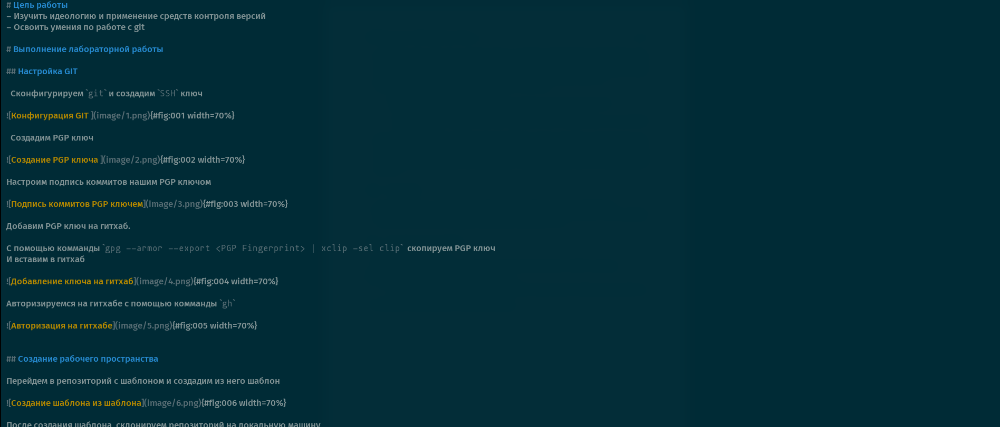 # Цель работы
– Изучить идеологию и применение средств контроля версий
– Освоить умения по работе с git
# Выполнение лабораторной работы
## Настройка GIT
Сконфигурируем `git` и создадим `SSH` ключ
![Конфигурация GIT ](image/1.png){#fig:001 width=70%}
Создадим PGP ключ
![Создание PGP ключа ](image/2.png){#fig:002 width=70%}
Настроим подпись коммитов нашим PGP ключом
![Подпись коммитов PGP ключем](image/3.png){#fig:003 width=70%}
Добавим PGP ключ на гитхаб.
С помощью комманды `gpg --armor --export <PGP Fingerprint> | xclip -sel clip` скопируем PGP ключ
И вставим в гитхаб
![Добавление ключа на гитхаб](image/4.png){#fig:004 width=70%}
Авторизируемся на гитхабе с помощью комманды `gh`
![Авторизация на гитхабе](image/5.png){#fig:005 width=70%}
## Создание рабочего пространства
Перейдем в репозиторий с шаблоном и создадим из него шаблон
![Создание шаблона из шаблона](image/6.png){#fig:006 width=70%}
После создания шаблона, склонируем репозиторий на локальную машину